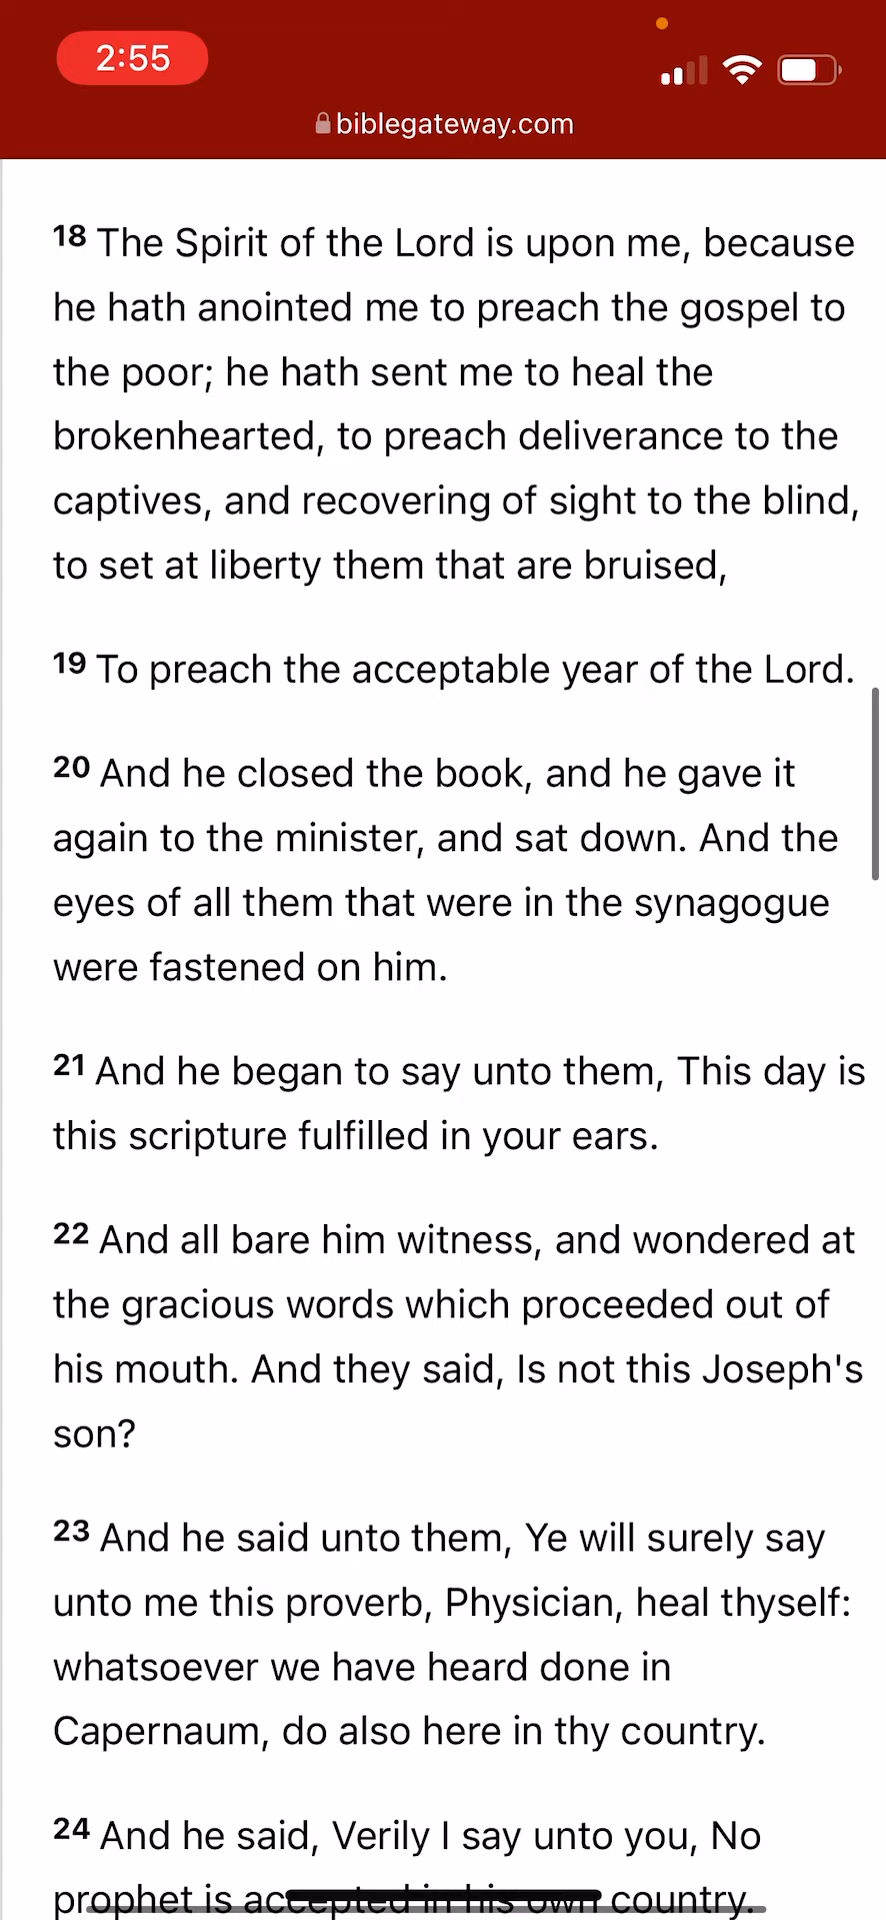 2:55
biblegateway.com
18 The Spirit of the Lord is upon me, because
he hath anointed me to preach the gospel to
the poor; he hath sent me to heal the
brokenhearted, to preach deliverance to the
captives, and recovering of sight to the blind,
to set at liberty them that are bruised,
19 To preach the acceptable year of the Lord.
20 And he closed the book, and he gave it
again to the minister, and sat down. And the
eyes of all them that were in the synagogue
were fastened on him.
21 And he began to say unto them, This day is
this scripture fulfilled in your ears.
22 And all bare him witness, and wondered at
the gracious words which proceeded out of
his mouth. And they said, Is not this Joseph's
son?
23 And he said unto them, Ye will surely say
unto me this proverb, Physician, heal thyself:
whatsoever we have heard done in
Capernaum, do also here in thy country.
24 And he said, Verily I say unto you, No
prophet is accepted in his own country.